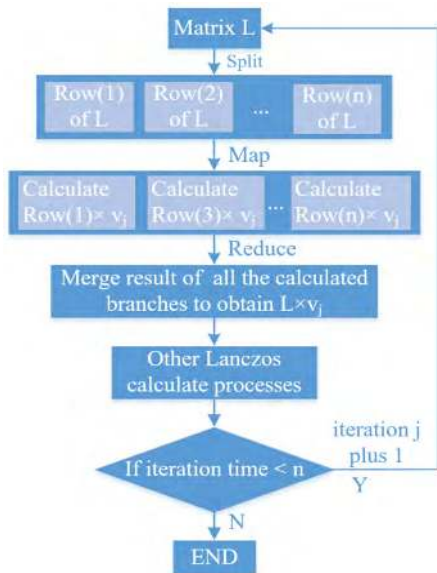 Matrix L
Split
Row(1) Row(2) ... Row(n)
of L of L of L
Map
Calculate Calculate ... Calculate
Row(1)× vj Row(3)× vj Row(n)× vj
Reduce
Merge result of all the calculated
branches to obtain L×vj
Other Lanczos
calculate processes
iteration j
plus 1
If iteration time < n
Y
N
END